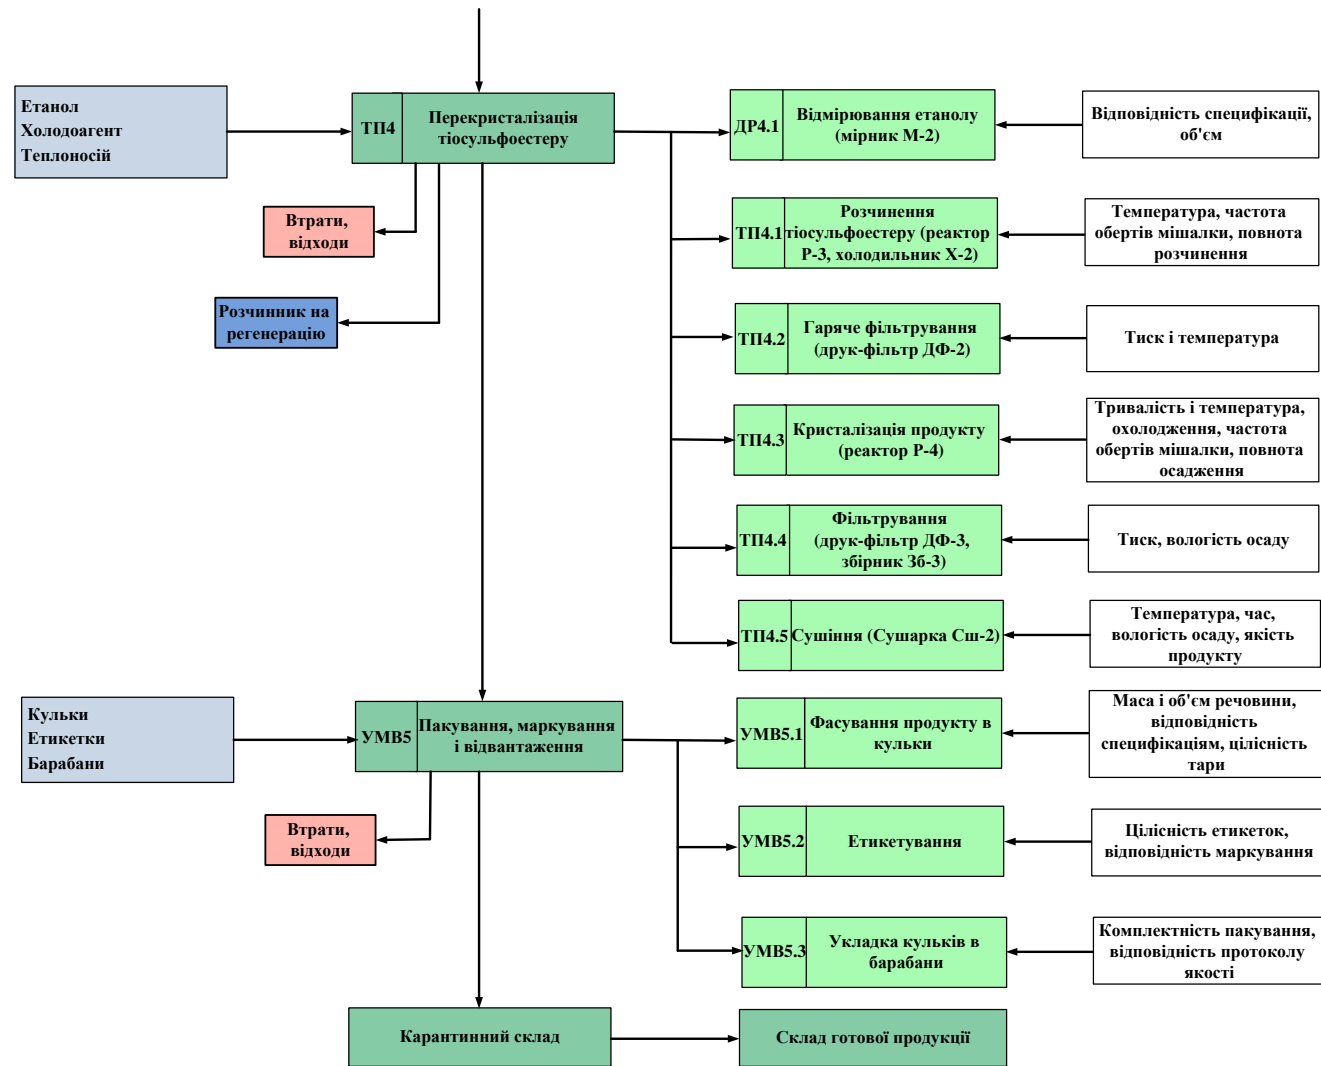 Етанол
Холодоагент
Теплоносій
ТП4
Перекристалізація
тіосульфоестеру
ДР4.1
Відмірювання етанолу
(мірник М-2)
Відповідність специфікації,
об'єм
Втрати,
відходи
ТП4.1
Розчинення
тіосульфоестеру (реактор
Р-3, холодильник Х-2)
Температура, частота
обертів мішалки, повнота
розчинення
Розчинник на
регенерацію
ТП4.2
Гаряче фільтрування
(друк-фільтр ДФ-2)
Тиск і температура
ТП4.3
Кристалізація продукту
(реактор Р-4)
Тривалість і температура,
охолодження, частота
обертів мішалки, повнота
осадження
ТП4.4
Фільтрування
(друк-фільтр ДФ-3,
збірник Зб-3)
Тиск, вологість осаду
ТП4.5
Сушіння (Сушарка Сш-2)
Температура, час,
вологість осаду, якість
продукту
Кульки
Етикетки
Барабани
УМВ5
Пакування, маркування
і відвантаження
УМВ5.1
Фасування продукту в
кульки
Маса і об'єм речовини,
відповідність
специфікаціям, цілісність
тари
Втрати,
відходи
УМВ5.2
Етикетування
Цілісність етикеток,
відповідність маркування
УМВ5.3
Укладка кульків в
барабани
Комплектність пакування,
відповідність протоколу
якості
Карантинний склад
Склад готової продукції